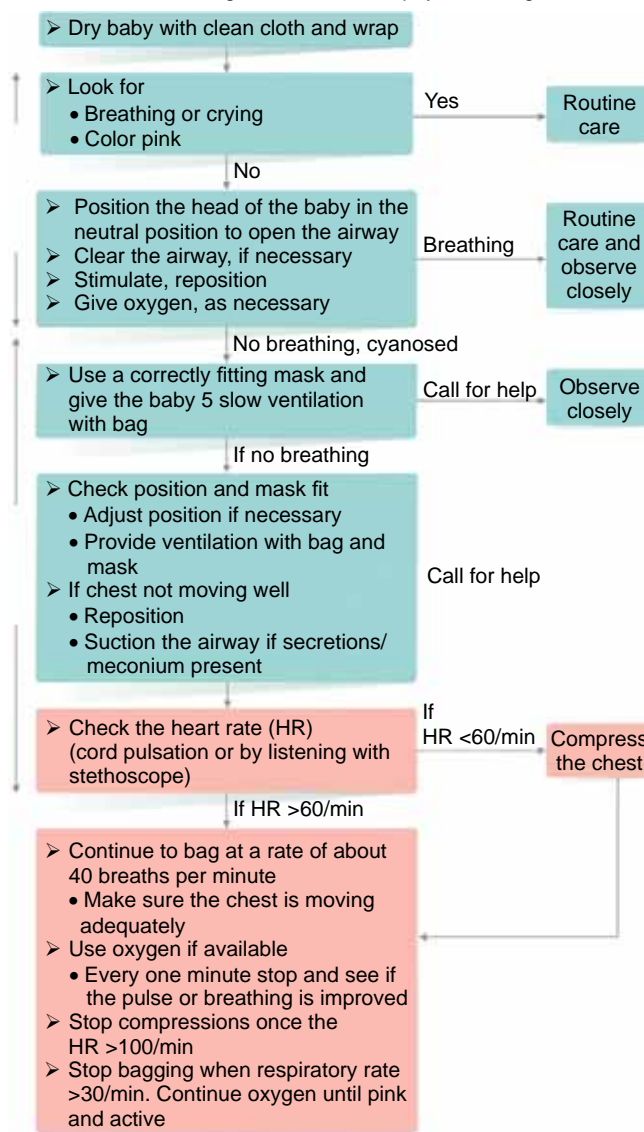 ➢ Dry baby with clean cloth and wrap
➢ Look for
• Breathing or crying
• Color pink
Yes
Routine
care
No
➢ Position the head of the baby in the
neutral position to open the airway
➢ Clear the airway, if necessary
➢ Stimulate, reposition
➢ Give oxygen, as necessary
Breathing
Routine
care and
observe
closely
No breathing, cyanosed
➢ Use a correctly fitting mask and
give the baby 5 slow ventilation
with bag
Call for help
Observe
closely
If no breathing
➢ Check position and mask fit
• Adjust position if necessary
• Provide ventilation with bag and
mask
➢ If chest not moving well
• Reposition
• Suction the airway if secretions/
meconium present
Call for help
➢ Check the heart rate (HR)
(cord pulsation or by listening with
stethoscope)
If
HR <60/min
Compress
the chest
If HR >60/min
➢ Continue to bag at a rate of about
40 breaths per minute
• Make sure the chest is moving
adequately
➢ Use oxygen if available
• Every one minute stop and see if
the pulse or breathing is improved
➢ Stop compressions once the
HR >100/min
➢ Stop bagging when respiratory rate
>30/min. Continue oxygen until pink
and active